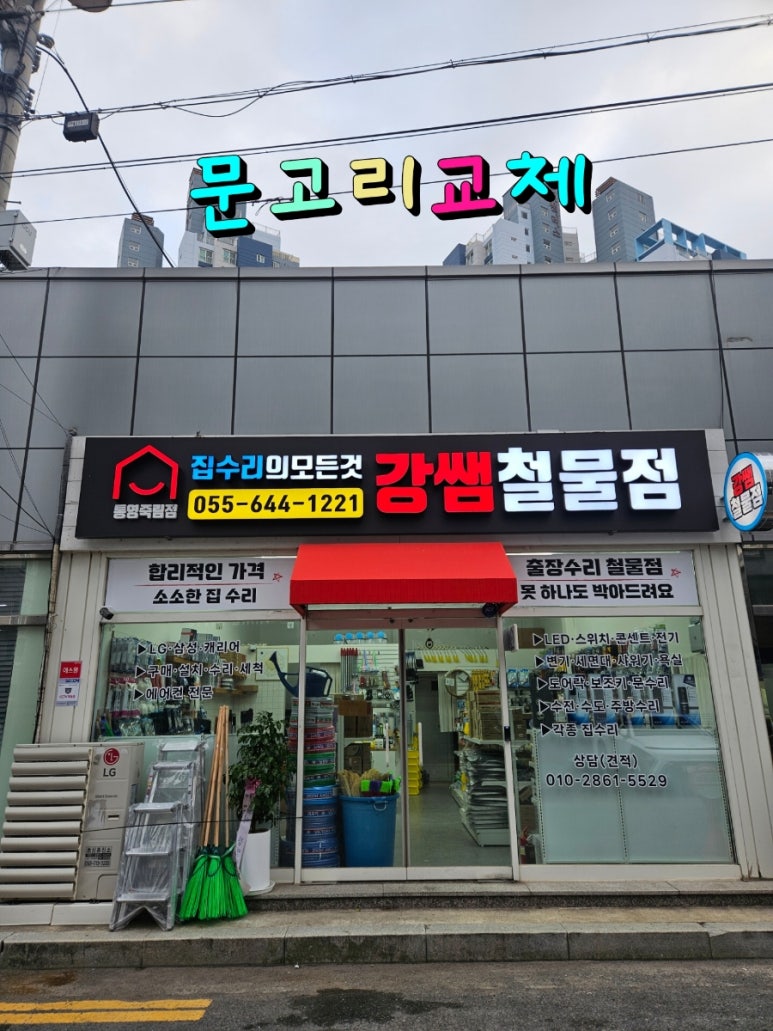 문고리교체
집수리의모든것
055-644-1221
통영죽림점
강쌤철물점
강쌤
철물점
합리적인 가격
소소한 집 수리
출장수리 철물점
못 하나도 박아드려요
▶LG·삼성·캐리어
▶구매·설치·수리·세척
▶에어컨 전문
▶LED·스위치·콘센트·전기
▶변기·세면대·샤워기·욕실
▶도어락·보조키·문수리
▶수전·수도·주방수리
▶각종 집수리
상담(견적)
010-2861-5529
LG